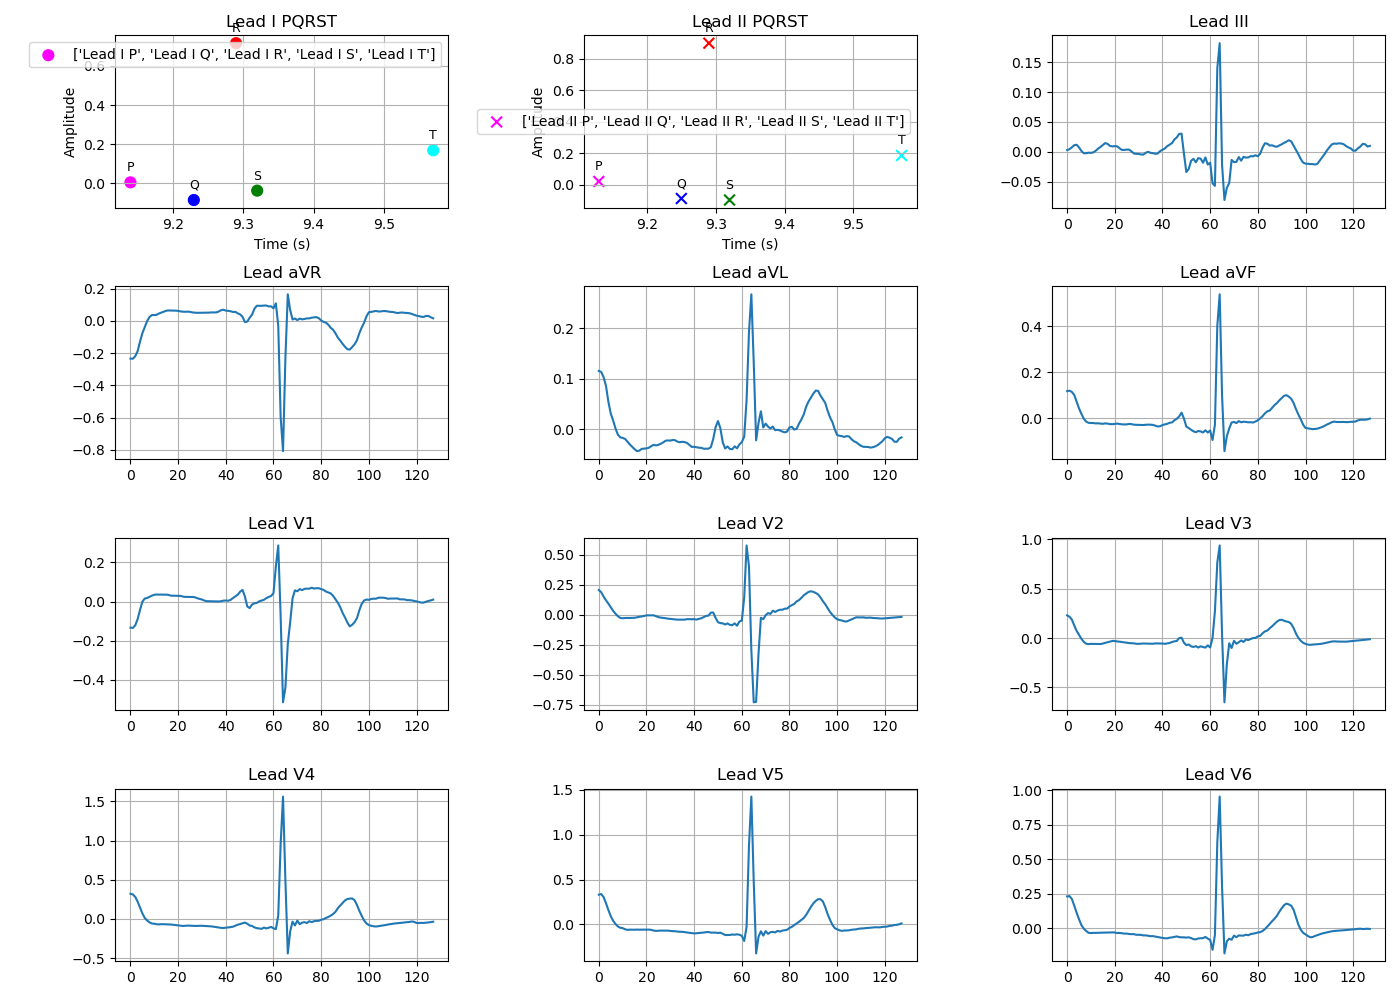 Lead I PQRST
R
['Lead I P', 'Lead I Q', 'Lead I R', 'Lead I S', 'Lead I T']
0.6
0.4
0.2
0.0
Amplitude
P
Q
S
T
9.2 9.3 9.4 9.5
Time (s)
Lead II PQRST
R
['Lead II P', 'Lead II Q', 'Lead II R', 'Lead II S', 'Lead II T']
0.8
0.6
0.4
0.2
0.0
Amplitude
P
Q
S
T
9.2 9.3 9.4 9.5
Time (s)
Lead III
0.15
0.10
0.05
0.00
−0.05
0 20 40 60 80 100 120
Lead aVR
0.2
0.0
−0.2
−0.4
−0.6
−0.8
0 20 40 60 80 100 120
Lead aVL
0.2
0.1
0.0
0 20 40 60 80 100 120
Lead aVF
0.4
0.2
0.0
0 20 40 60 80 100 120
Lead V1
0.2
0.0
−0.2
−0.4
0 20 40 60 80 100 120
Lead V2
0.50
0.25
0.00
−0.25
−0.50
−0.75
0 20 40 60 80 100 120
Lead V3
1.0
0.5
0.0
−0.5
0 20 40 60 80 100 120
Lead V4
1.5
1.0
0.5
0.0
−0.5
0 20 40 60 80 100 120
Lead V5
1.5
1.0
0.5
0.0
0 20 40 60 80 100 120
Lead V6
1.00
0.75
0.50
0.25
0.00
0 20 40 60 80 100 120